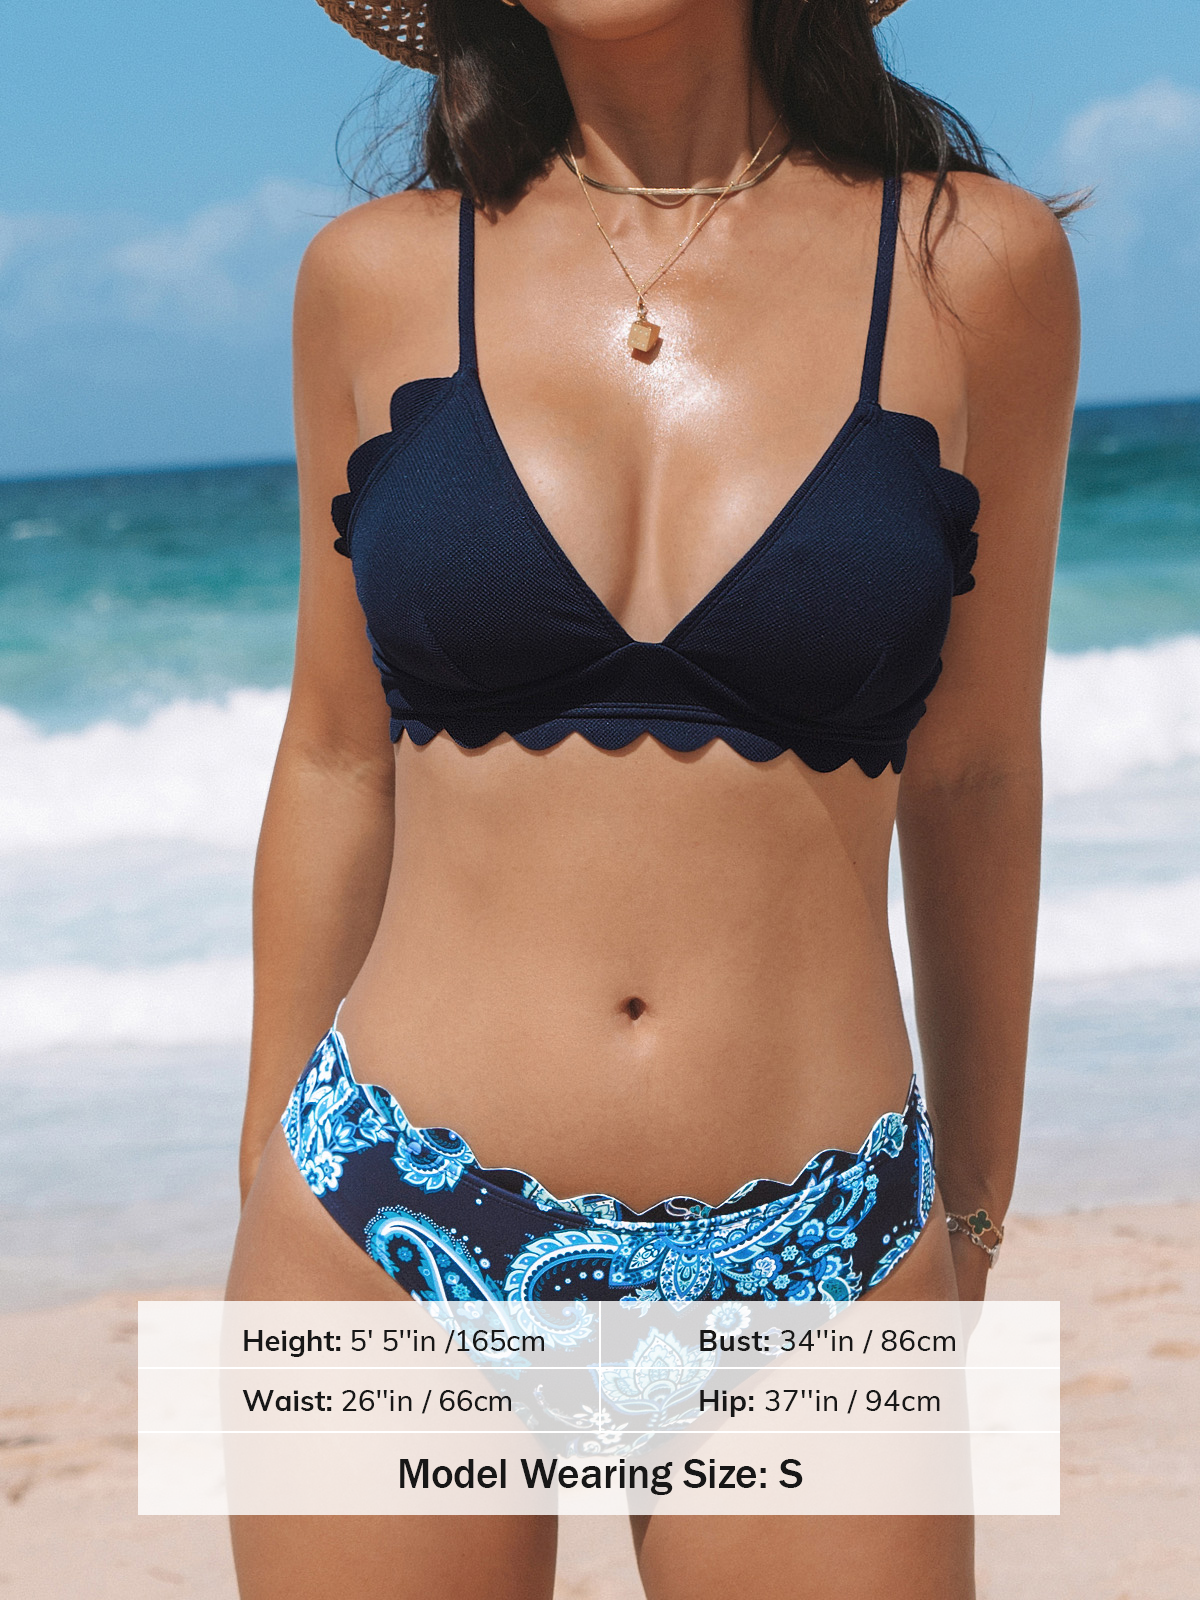 Height: 5' 5''in /165cm
Bust: 34''in / 86cm
Waist: 26''in / 66cm
Hip: 37''in / 94cm
Model Wearing Size: S